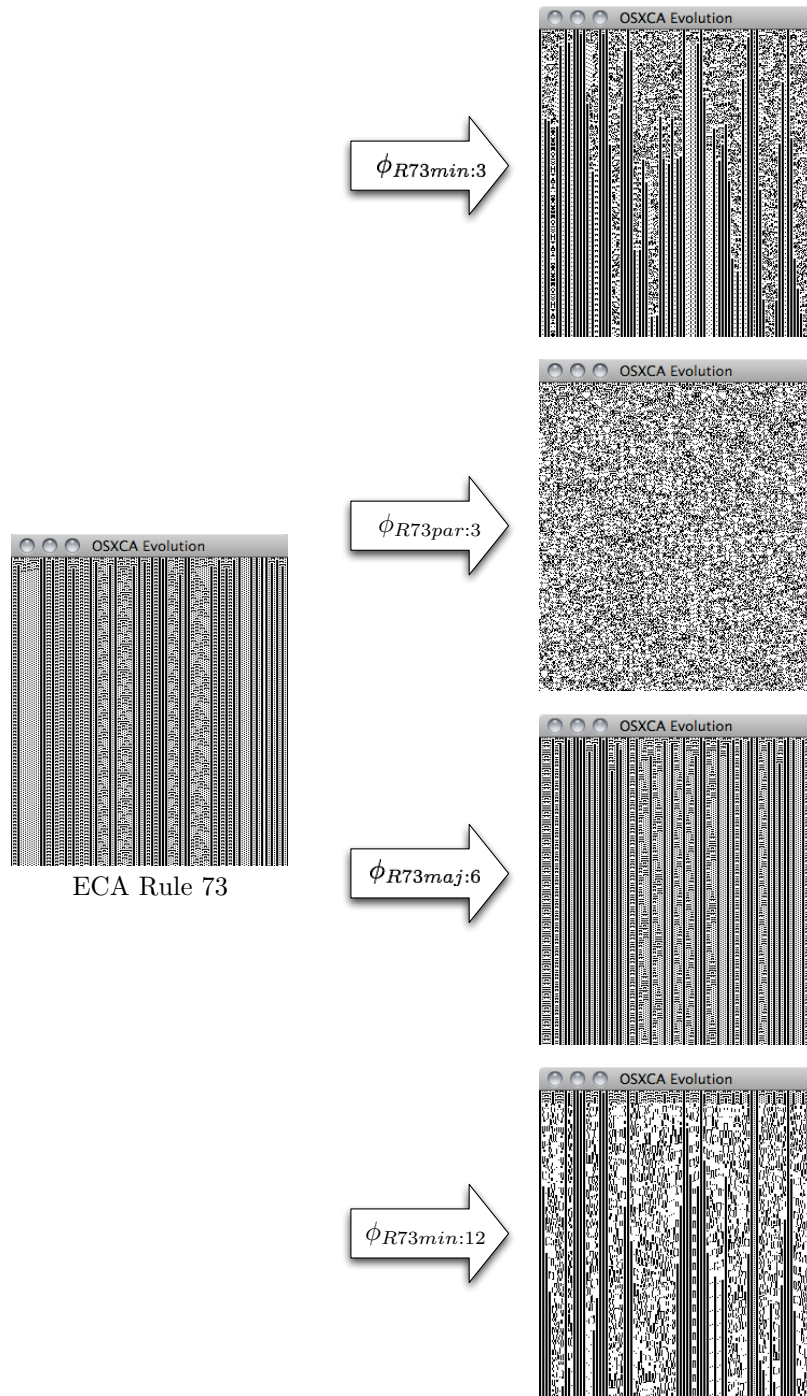 OSXCA Evolution
ϕR73min:3
OSXCA Evolution
ϕR73par:3
OSXCA Evolution
ECA Rule 73
OSXCA Evolution
ϕR73maj:6
OSXCA Evolution
ϕR73min:12